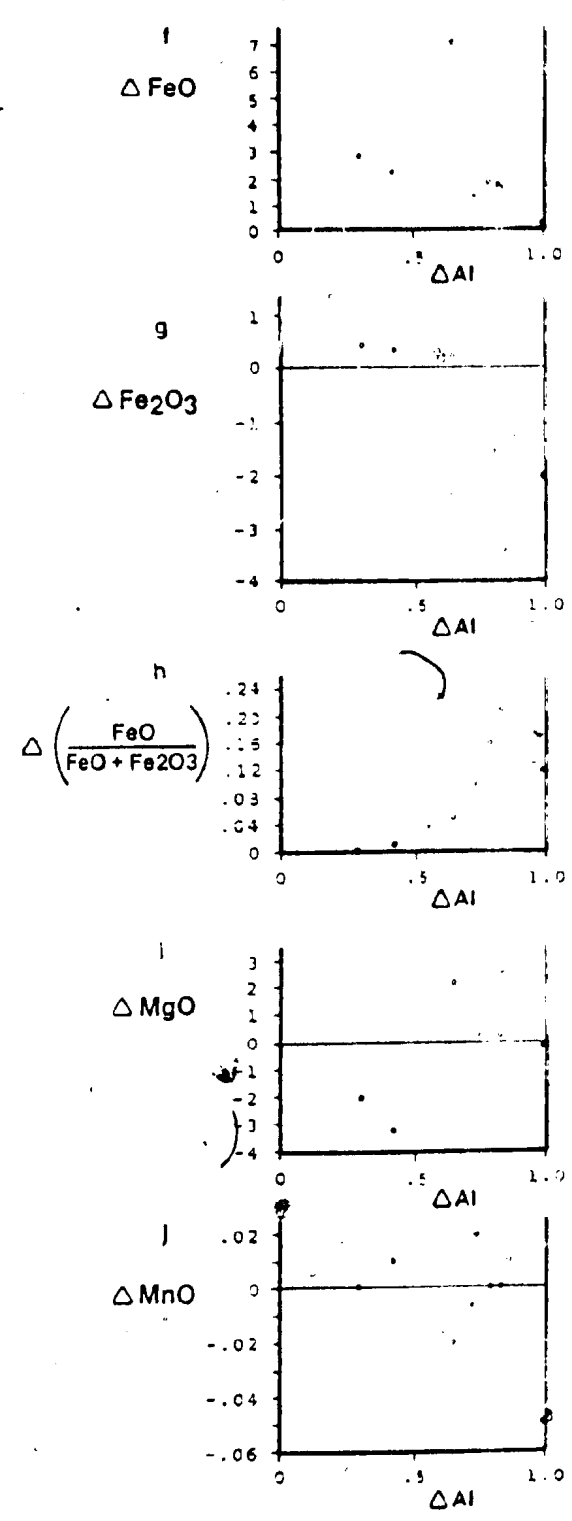 f
△ FeO
7
6
5
4
3
2
1
0
0 .5 1.0
△Al
g
△ Fe2O3
1
0
-1
-2
-3
-4
0 .5 1.0
△Al
h
△ (FeO / FeO + Fe2O3)
.24
.20
.16
.12
.08
.04
0
0 .5 1.0
△Al
i
△ MgO
3
2
1
0
-1
-2
-3
-4
0 .5 1.0
△Al
j
△ MnO
.02
0
-.02
-.04
-.06
0 .5 1.0
△Al